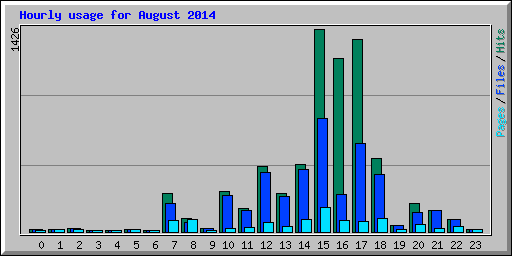 Hourly usage for August 2014
1426
Pages/Files/Hits
0 1 2 3 4 5 6 7 8 9 10 11 12 13 14 15 16 17 18 19 20 21 22 23